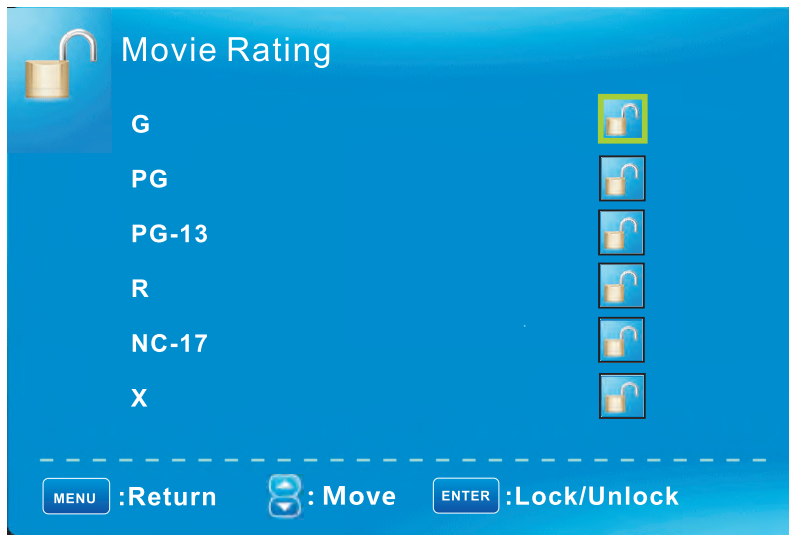 Movie Rating
G
PG
PG-13
R
NC-17
X
MENU :Return : Move ENTER :Lock/Unlock